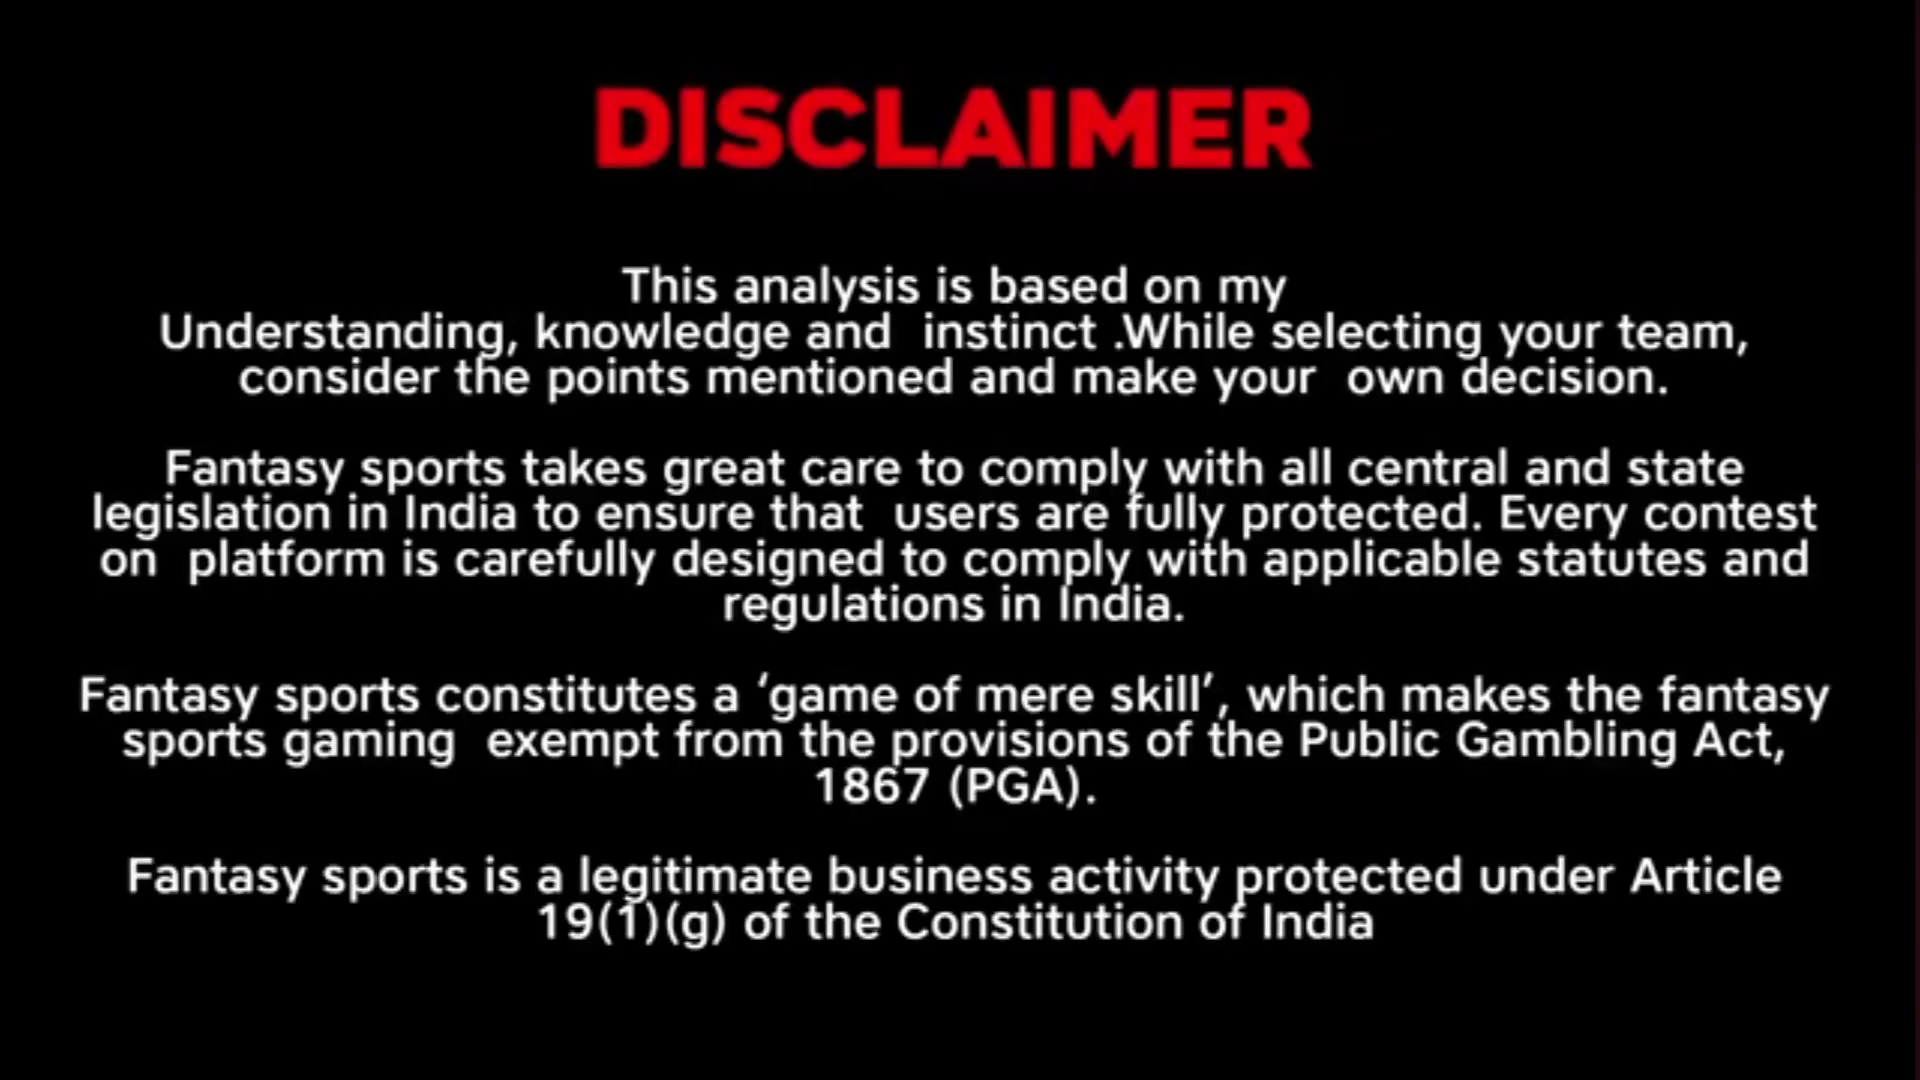 DISCLAIMER
This analysis is based on my
Understanding, knowledge and  instinct .While selecting your team,
consider the points mentioned and make your  own decision.
Fantasy sports takes great care to comply with all central and state
legislation in India to ensure that  users are fully protected. Every contest
on  platform is carefully designed to comply with applicable statutes and
regulations in India.
Fantasy sports constitutes a ‘game of mere skill’, which makes the fantasy
sports gaming  exempt from the provisions of the Public Gambling Act,
1867 (PGA).
Fantasy sports is a legitimate business activity protected under Article
19(1)(g) of the Constitution of India